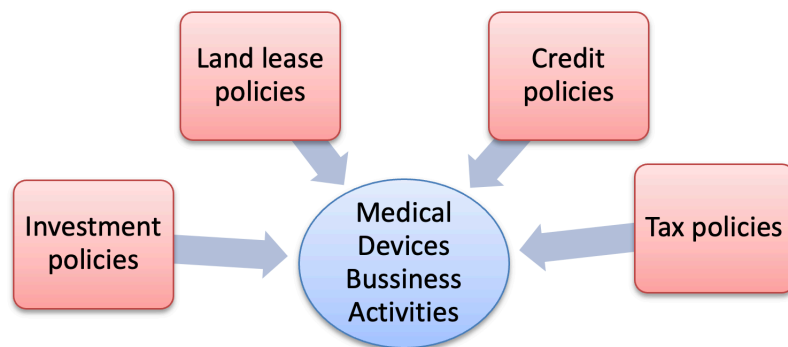 Land lease
policies
Credit
policies
Investment
policies
Medical
Devices
Bussiness
Activities
Tax policies